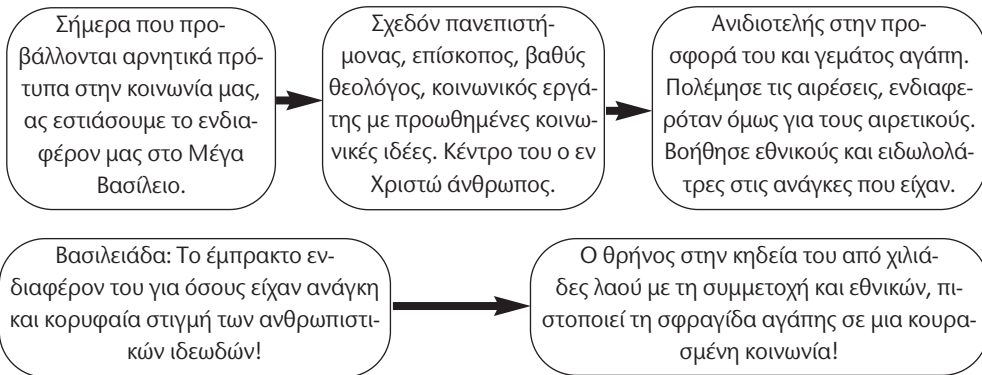 Σήμερα που προ-
βάλλονται αρνητικά πρό-
τυπα στην κοινωνία μας,
ας εστιάσουμε το ενδια-
φέρον μας στο Μέγα
Βασίλειο.
Σχεδόν πανεπιστή-
μονας, επίσκοπος, βαθύς
θεολόγος, κοινωνικός εργά-
της με προωθημένες κοινω-
νικές ιδέες. Κέντρο του ο εν
Χριστώ άνθρωπος.
Ανιδιοτελής στην προ-
σφορά του και γεμάτος αγάπη.
Πολέμησε τις αιρέσεις, ενδιαφε-
ρόταν όμως για τους αιρετικούς.
Βοήθησε εθνικούς και ειδωλολά-
τρες στις ανάγκες που είχαν.
Βασιλειάδα: Το έμπρακτο εν-
διαφέρον του για όσους είχαν ανάγκη
και κορυφαία στιγμή των ανθρωπιστι-
κών ιδεωδών!
Ο θρήνος στην κηδεία του από χιλιά-
δες λαού με τη συμμετοχή και εθνικών, πι-
στοποιεί τη σφραγίδα αγάπης σε μια κουρα-
σμένη κοινωνία!